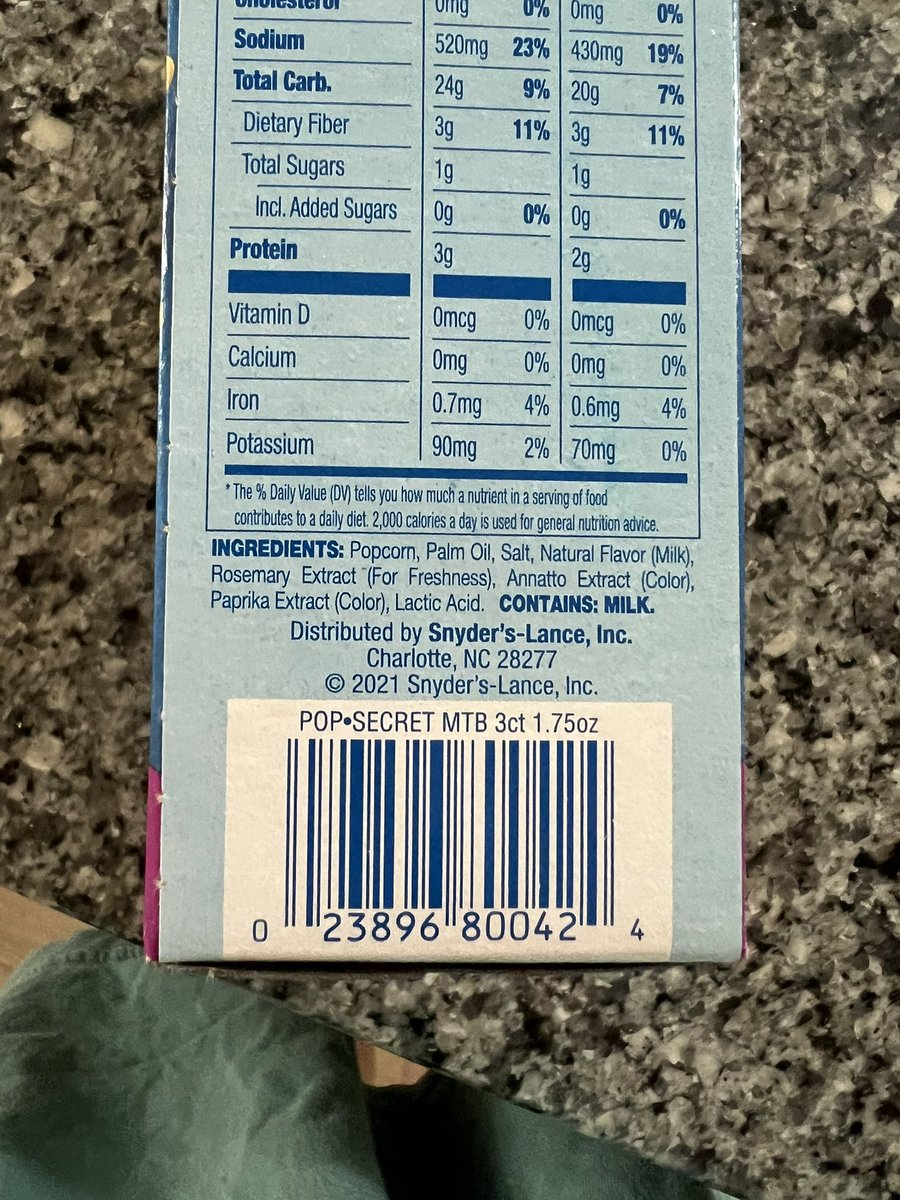 Cholesterol 0mg 0% 0mg 0%
Sodium 520mg 23% 430mg 19%
Total Carb. 24g 9% 20g 7%
Dietary Fiber 3g 11% 3g 11%
Total Sugars 1g 1g
Incl. Added Sugars 0g 0% 0g 0%
Protein 3g 2g
Vitamin D 0mcg 0% 0mcg 0%
Calcium 0mg 0% 0mg 0%
Iron 0.7mg 4% 0.6mg 4%
Potassium 90mg 2% 70mg 0%
* The % Daily Value (DV) tells you how much a nutrient in a serving of food
contributes to a daily diet. 2,000 calories a day is used for general nutrition advice.
INGREDIENTS: Popcorn, Palm Oil, Salt, Natural Flavor (Milk),
Rosemary Extract (For Freshness), Annatto Extract (Color),
Paprika Extract (Color), Lactic Acid. CONTAINS: MILK.
Distributed by Snyder's-Lance, Inc.
Charlotte, NC 28277
© 2021 Snyder's-Lance, Inc.
POP•SECRET MTB 3ct 1.75oz
0 23896 80042 4